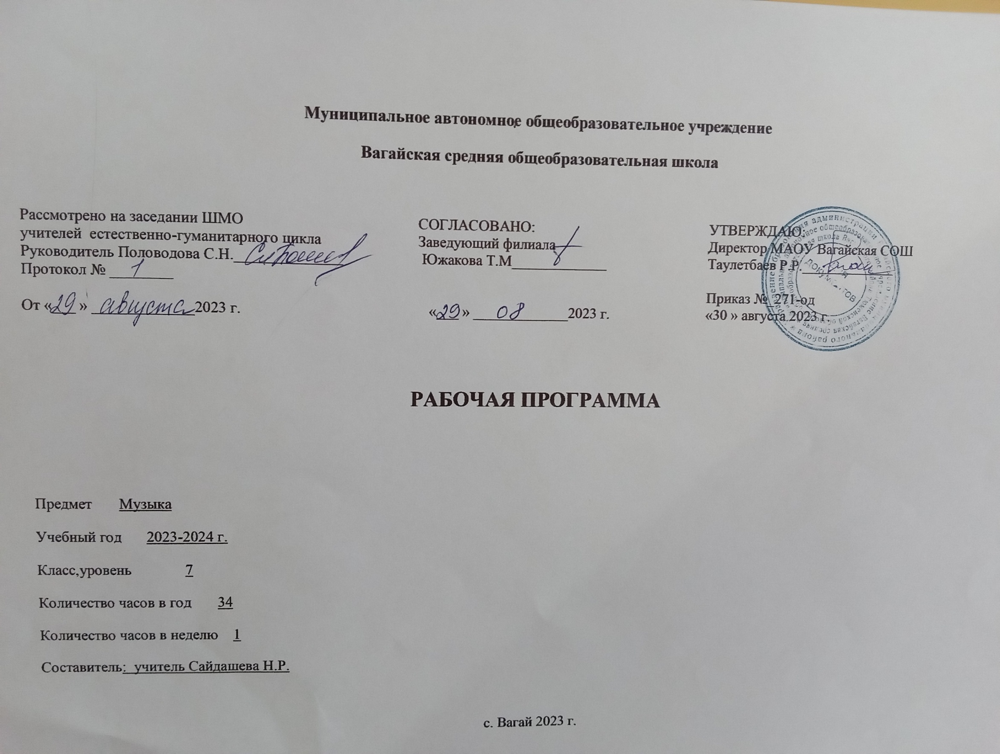 Муниципальное автономное общеобразовательное учреждение
Вагайская средняя общеобразовательная школа
Рассмотрено на заседании ШМО
учителей естественно-гуманитарного цикла
Руководитель Половодова С.Н.
Протокол № 1
От «29» августа 2023 г.
СОГЛАСОВАНО:
Заведующий филиала
Южакова Т.М
«29» 08 2023 г.
УТВЕРЖДАЮ:
Директор МАОУ Вагайская СОШ
Таулетбаев Р.Р.
Приказ № 271-од
«30 » августа 2023 г.
РАБОЧАЯ ПРОГРАММА
Предмет Музыка
Учебный год 2023-2024 г.
Класс,уровень 7
Количество часов в год 34
Количество часов в неделю 1
Составитель: учитель Сайдашева Н.Р.
с. Вагай 2023 г.